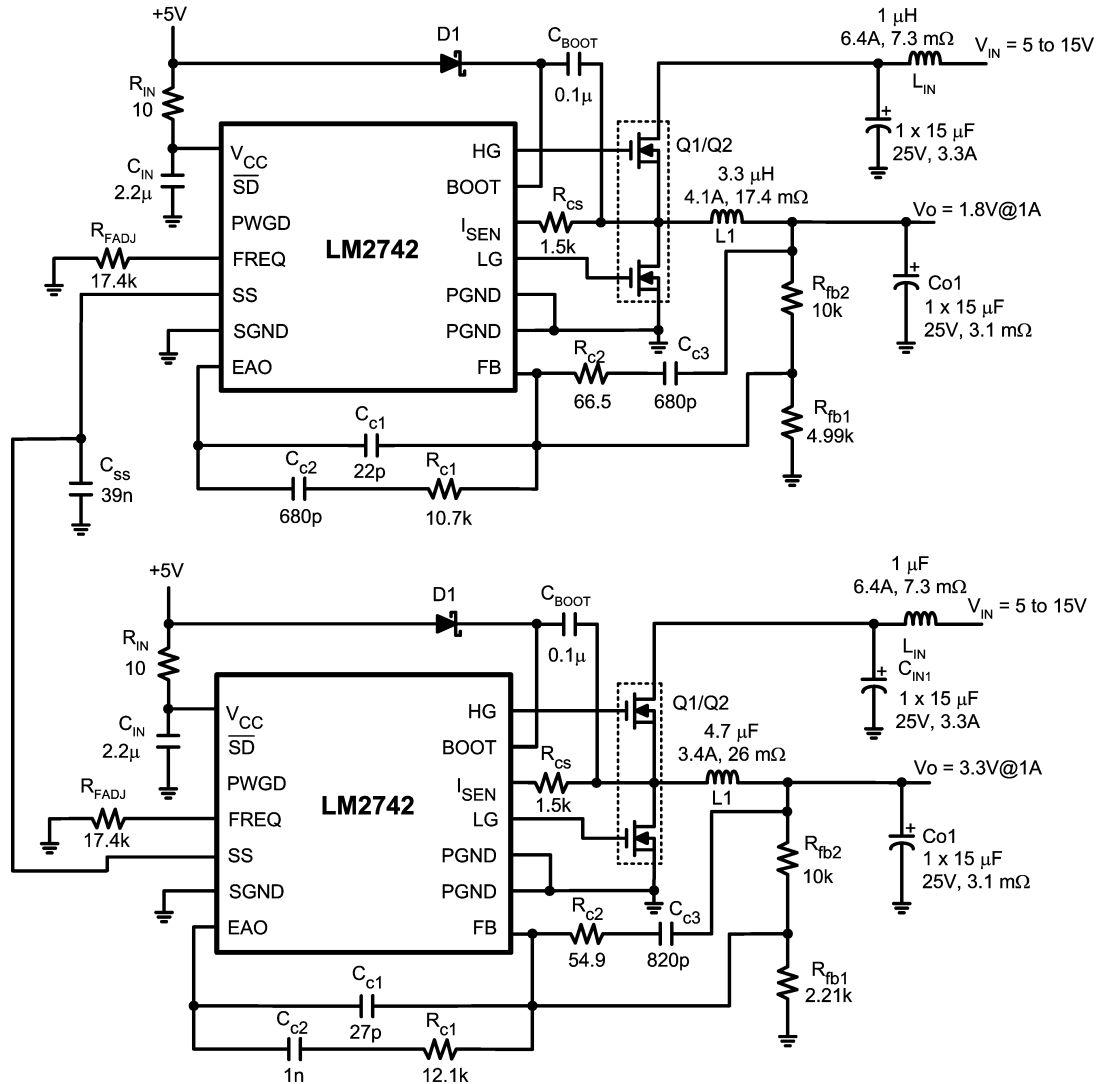 +5V
D1
C_BOOT
0.1μ
1 μH
6.4A, 7.3 mΩ
V_IN = 5 to 15V
L_IN
R_IN
10
+
1 x 15 μF
25V, 3.3A
C_IN
2.2μ
V_CC
S̅D̅
PWGD
FREQ
SS
SGND
EAO
LM2742
HG
BOOT
I_SEN
LG
PGND
PGND
FB
Q1/Q2
R_cs
1.5k
3.3 μH
4.1A, 17.4 mΩ
L1
Vo = 1.8V@1A
R_FADJ
17.4k
+
Co1
1 x 15 μF
25V, 3.1 mΩ
R_fb2
10k
R_c2
66.5
C_c3
680p
R_fb1
4.99k
C_c1
22p
C_c2
680p
R_c1
10.7k
C_ss
39n
+5V
D1
C_BOOT
0.1μ
1 μF
6.4A, 7.3 mΩ
V_IN = 5 to 15V
L_IN
C_IN1
+
1 x 15 μF
25V, 3.3A
R_IN
10
C_IN
2.2μ
V_CC
S̅D̅
PWGD
FREQ
SS
SGND
EAO
LM2742
HG
BOOT
I_SEN
LG
PGND
PGND
FB
Q1/Q2
R_cs
1.5k
4.7 μF
3.4A, 26 mΩ
L1
Vo = 3.3V@1A
R_FADJ
17.4k
+
Co1
1 x 15 μF
25V, 3.1 mΩ
R_fb2
10k
R_c2
54.9
C_c3
820p
R_fb1
2.21k
C_c1
27p
C_c2
1n
R_c1
12.1k